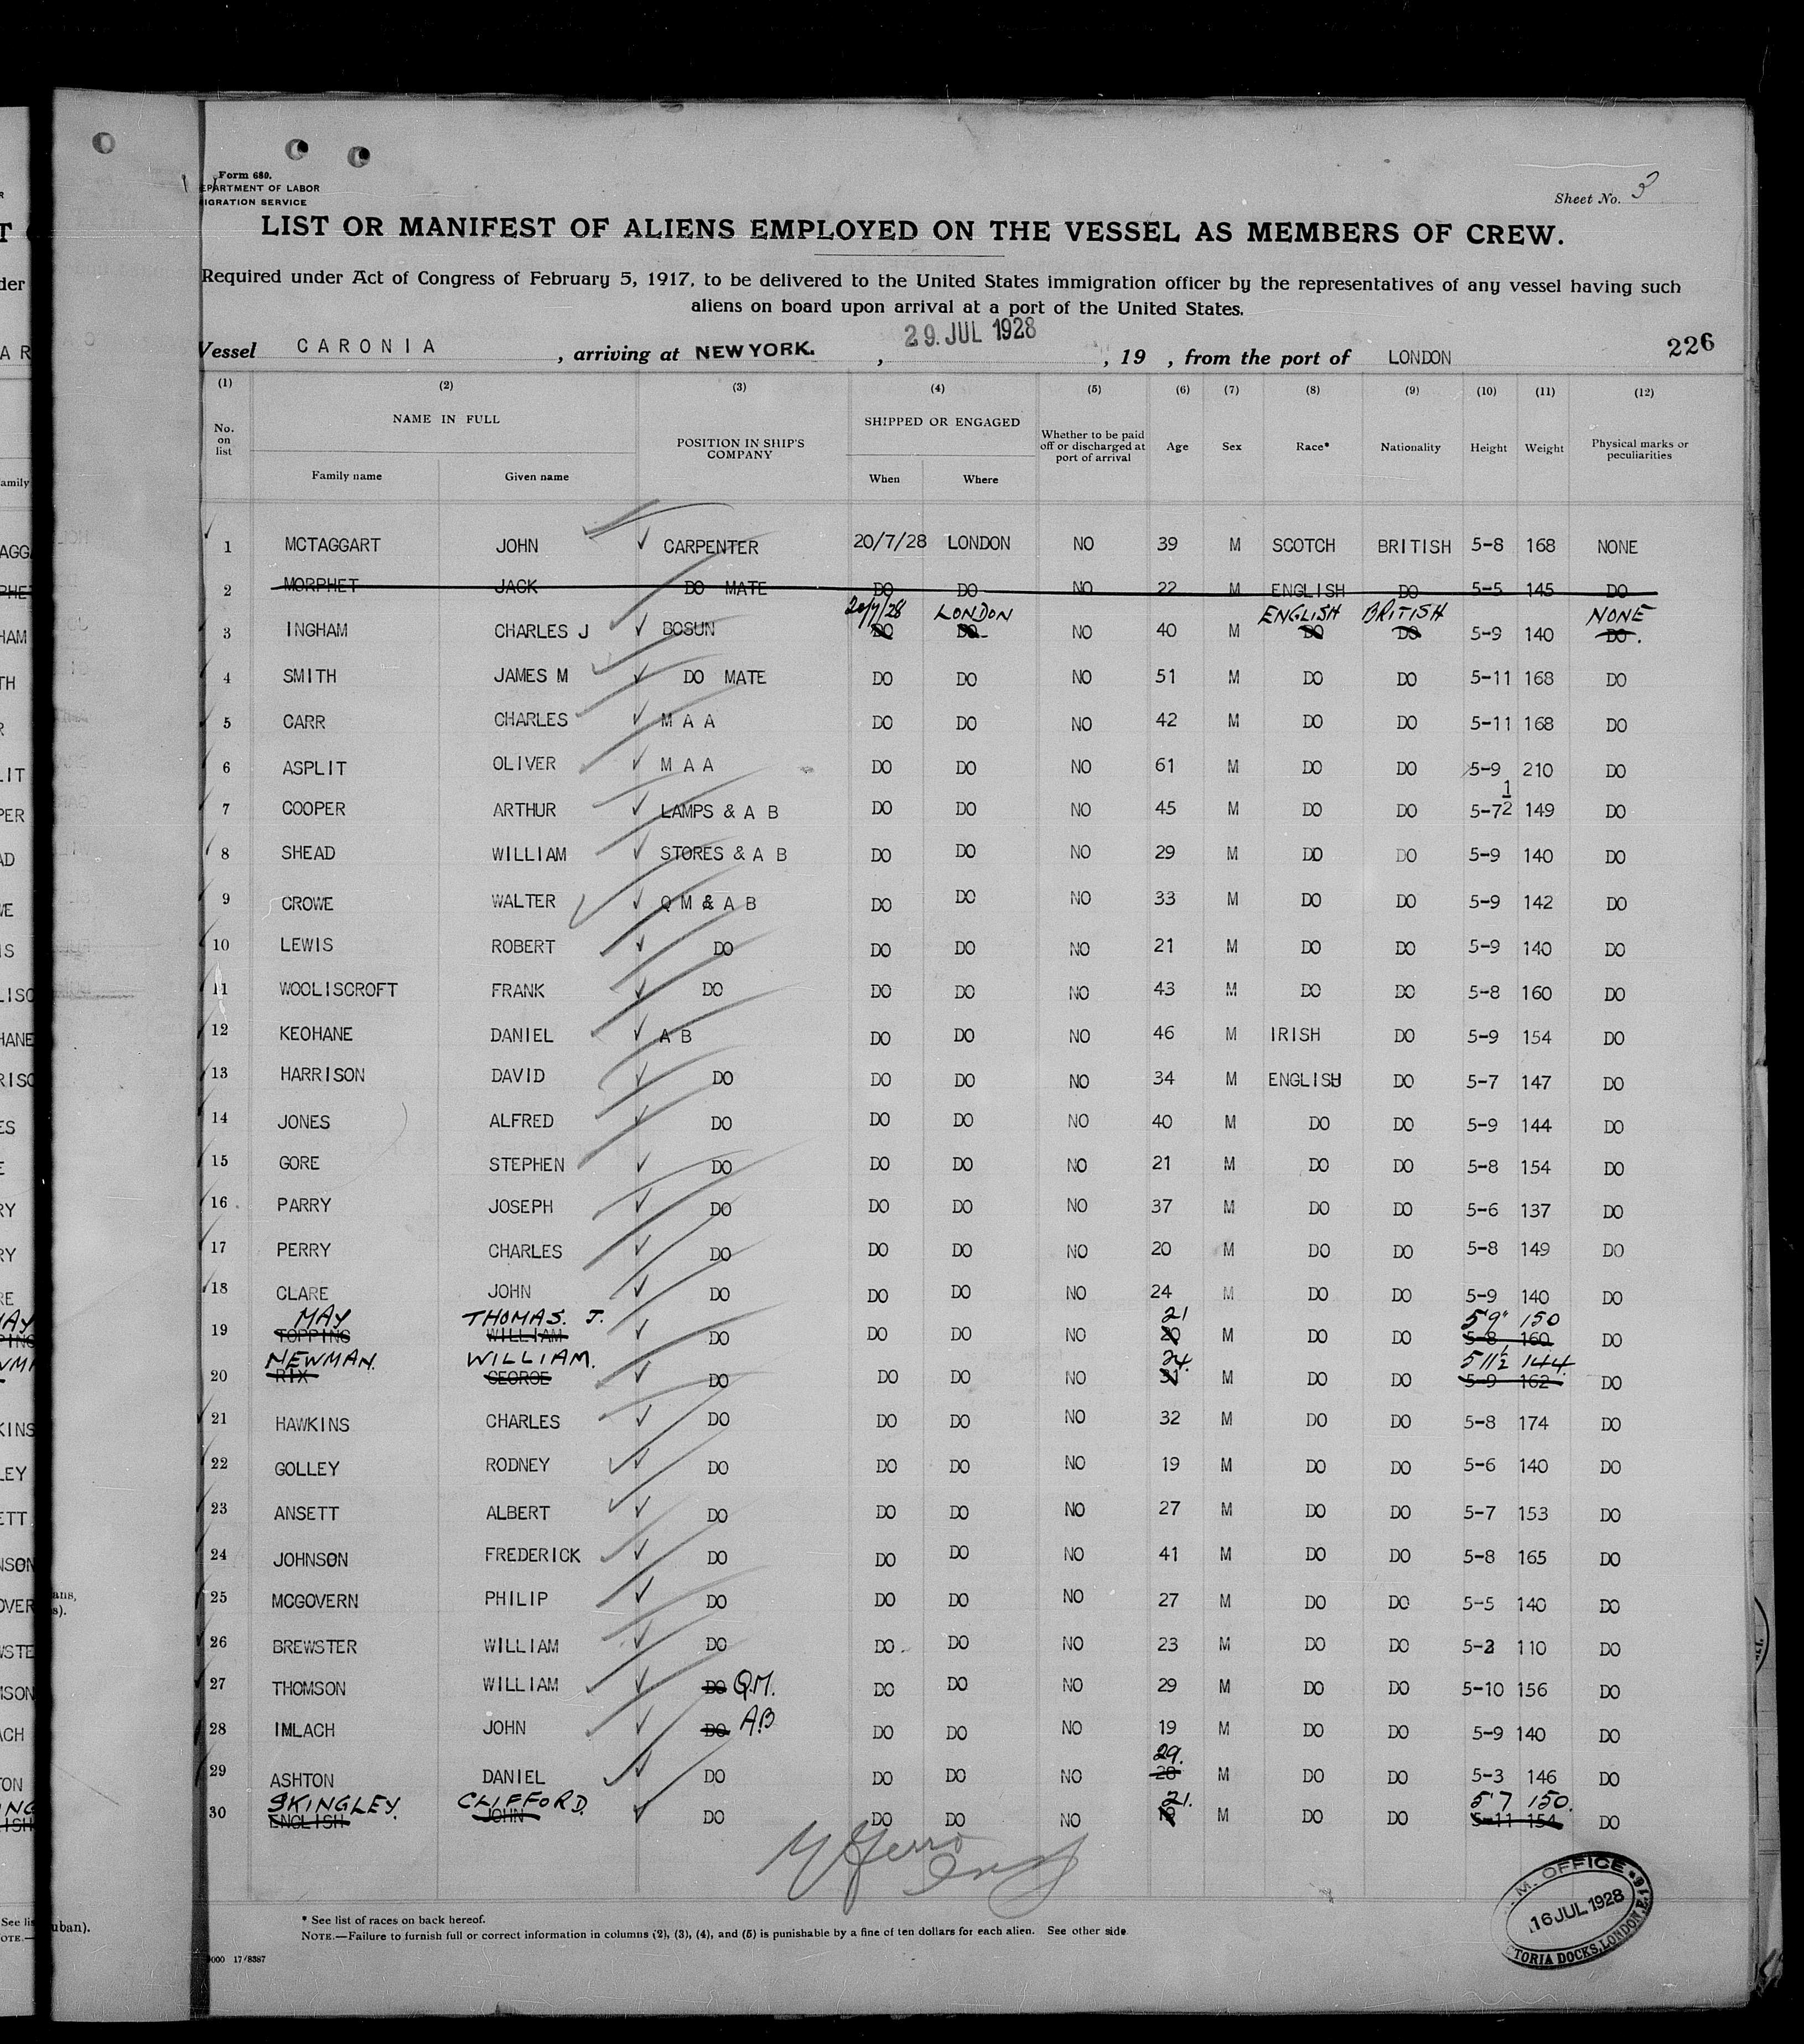 Form 680.
EPARTMENT OF LABOR
IGRATION SERVICE
Sheet No. 3
LIST OR MANIFEST OF ALIENS EMPLOYED ON THE VESSEL AS MEMBERS OF CREW.
Required under Act of Congress of February 5, 1917, to be delivered to the United States immigration officer by the representatives of any vessel having such
aliens on board upon arrival at a port of the United States.
Vessel CARONIA, arriving at NEW YORK., 29. JUL 1928, 19 , from the port of LONDON
226
(1) (2) (3) (4) (5) (6) (7) (8) (9) (10) (11) (12)
No. on list NAME IN FULL Family name Given name POSITION IN SHIP'S COMPANY SHIPPED OR ENGAGED When Where Whether to be paid off or discharged at port of arrival Age Sex Race* Nationality Height Weight Physical marks or peculiarities
1 MCTAGGART JOHN CARPENTER 20/7/28 LONDON NO 39 M SCOTCH BRITISH 5-8 168 NONE
2 MORPHET JACK DO MATE DO DO NO 22 M ENGLISH DO 5-5 145 DO
20/7/28 LONDON ENGLISH BRITISH NONE
3 INGHAM CHARLES J BOSUN DO DO NO 40 M DO DO 5-9 140 DO.
4 SMITH JAMES M DO MATE DO DO NO 51 M DO DO 5-11 168 DO
5 CARR CHARLES M A A DO DO NO 42 M DO DO 5-11 168 DO
6 ASPLIT OLIVER M A A DO DO NO 61 M DO DO 5-9 210 DO
7 COOPER ARTHUR LAMPS & A B DO DO NO 45 M DO DO 5-7 1/2 149 DO
8 SHEAD WILLIAM STORES & A B DO DO NO 29 M DO DO 5-9 140 DO
9 CROWE WALTER Q M & A B DO DO NO 33 M DO DO 5-9 142 DO
10 LEWIS ROBERT DO DO DO NO 21 M DO DO 5-9 140 DO
11 WOOLISCROFT FRANK DO DO DO NO 43 M DO DO 5-8 160 DO
12 KEOHANE DANIEL A B DO DO NO 46 M IRISH DO 5-9 154 DO
13 HARRISON DAVID DO DO DO NO 34 M ENGLISH DO 5-7 147 DO
14 JONES ALFRED DO DO DO NO 40 M DO DO 5-9 144 DO
15 GORE STEPHEN DO DO DO NO 21 M DO DO 5-8 154 DO
16 PARRY JOSEPH DO DO DO NO 37 M DO DO 5-6 137 DO
17 PERRY CHARLES DO DO DO NO 20 M DO DO 5-8 149 DO
18 CLARE JOHN DO DO DO NO 24 M DO DO 5-9 140 DO
MAY THOMAS. J. 21 5'9" 150
19 TOPPING WILLIAM DO DO DO NO 20 M DO DO 5-8 160 DO
NEWMAN. WILLIAM. 24. 5 11½ 144.
20 RIX GEORGE DO DO DO NO 31 M DO DO 5-9 162 DO
21 HAWKINS CHARLES DO DO DO NO 32 M DO DO 5-8 174 DO
22 GOLLEY RODNEY DO DO DO NO 19 M DO DO 5-6 140 DO
23 ANSETT ALBERT DO DO DO NO 27 M DO DO 5-7 153 DO
24 JOHNSON FREDERICK DO DO DO NO 41 M DO DO 5-8 165 DO
25 MCGOVERN PHILIP DO DO DO NO 27 M DO DO 5-5 140 DO
26 BREWSTER WILLIAM DO DO DO NO 23 M DO DO 5-2 110 DO
27 THOMSON WILLIAM DO Q.M. DO DO NO 29 M DO DO 5-10 156 DO
28 IMLACH JOHN DO A.B DO DO NO 19 M DO DO 5-9 140 DO
29.
29 ASHTON DANIEL DO DO DO NO 28 M DO DO 5-3 146 DO
SKINGLEY. CLIFFORD. 21. 5'7 150.
30 ENGLISH JOHN DO DO DO NO 19 M DO DO 5-11 154 DO
* See list of races on back hereof.
NOTE.—Failure to furnish full or correct information in columns (2), (3), (4), and (5) is punishable by a fine of ten dollars for each alien. See other side
000 17/8387
M. OFFICE
16 JUL 1928
TORIA DOCKS, LONDON, E.16